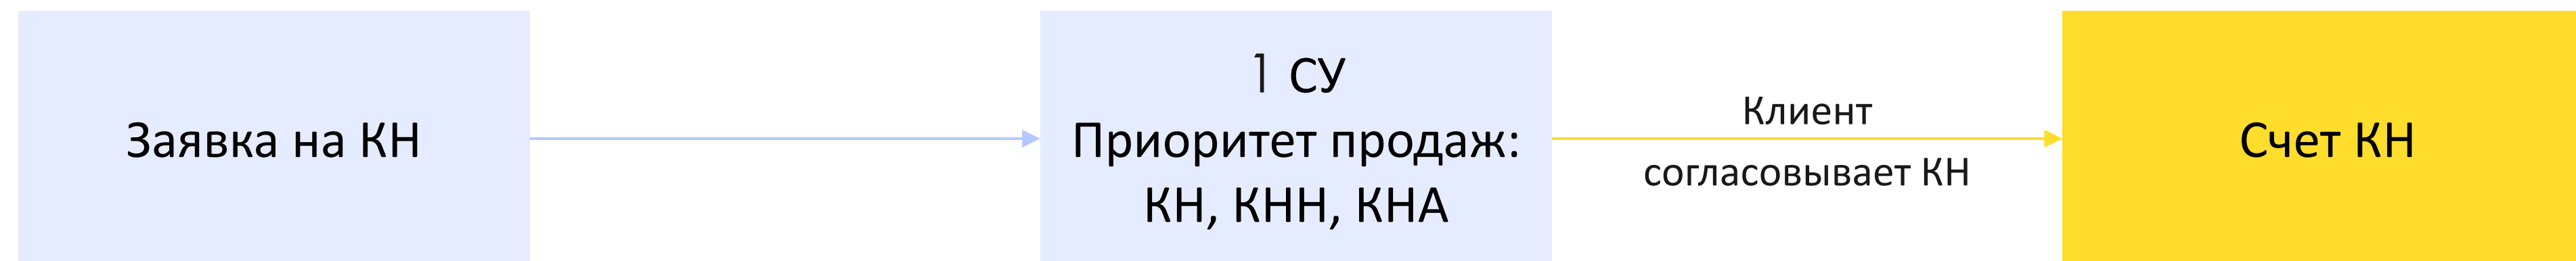 Заявка на КН
1 СУ
Приоритет продаж:
КН, КНН, КНА
Клиент
согласовывает КН
Счет КН